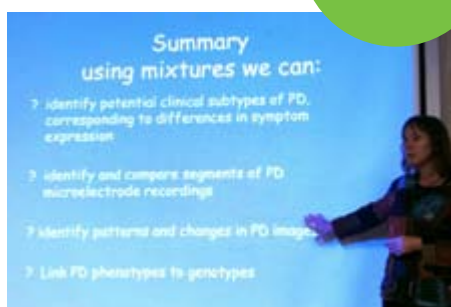 Summary
using mixtures we can:
? identify potential clinical subtypes of PD,
corresponding to differences in symptom
expression
? identify and compare segments of PD
microelectrode recordings
? Identify patterns and changes in PD images
? Link PD phenotypes to genotypes